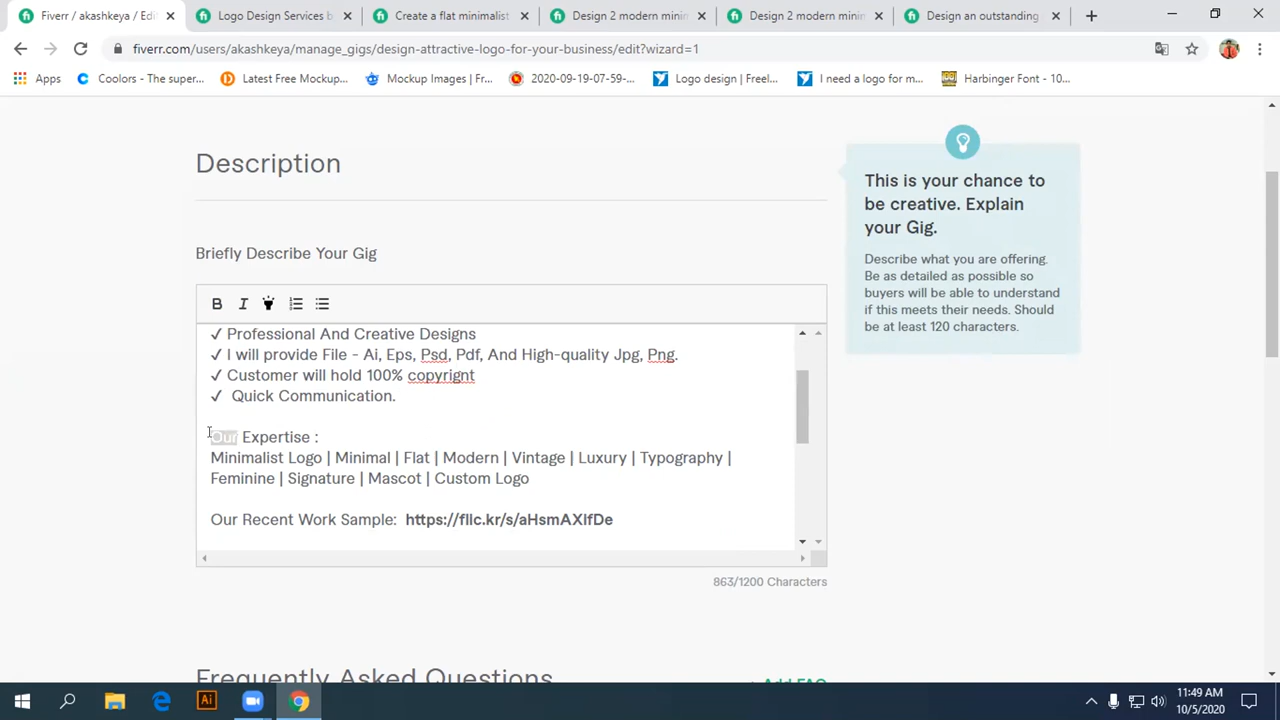 Fiverr / akashkeya / Edi
Logo Design Services b
Create a flat minimalist
Design 2 modern minim
Design 2 modern minim
Design an outstanding
fiverr.com/users/akashkeya/manage_gigs/design-attractive-logo-for-your-business/edit?wizard=1
Apps
Coolors - The super...
Latest Free Mockup...
Mockup Images | Fr...
2020-09-19-07-59-...
Logo design | Freel...
I need a logo for m...
Harbinger Font - 10...
Description
Briefly Describe Your Gig
B I
✓ Professional And Creative Designs
✓ I will provide File - Ai, Eps, Psd, Pdf, And High-quality Jpg, Png.
✓ Customer will hold 100% copyrignt
✓ Quick Communication.
Our Expertise :
Minimalist Logo | Minimal | Flat | Modern | Vintage | Luxury | Typography |
Feminine | Signature | Mascot | Custom Logo
Our Recent Work Sample: https://flic.kr/s/aHsmAXifDe
863/1200 Characters
This is your chance to
be creative. Explain
your Gig.
Describe what you are offering.
Be as detailed as possible so
buyers will be able to understand
if this meets their needs. Should
be at least 120 characters.
Frequently Asked Questions
+ Add FAQ
Ai
11:49 AM
10/5/2020